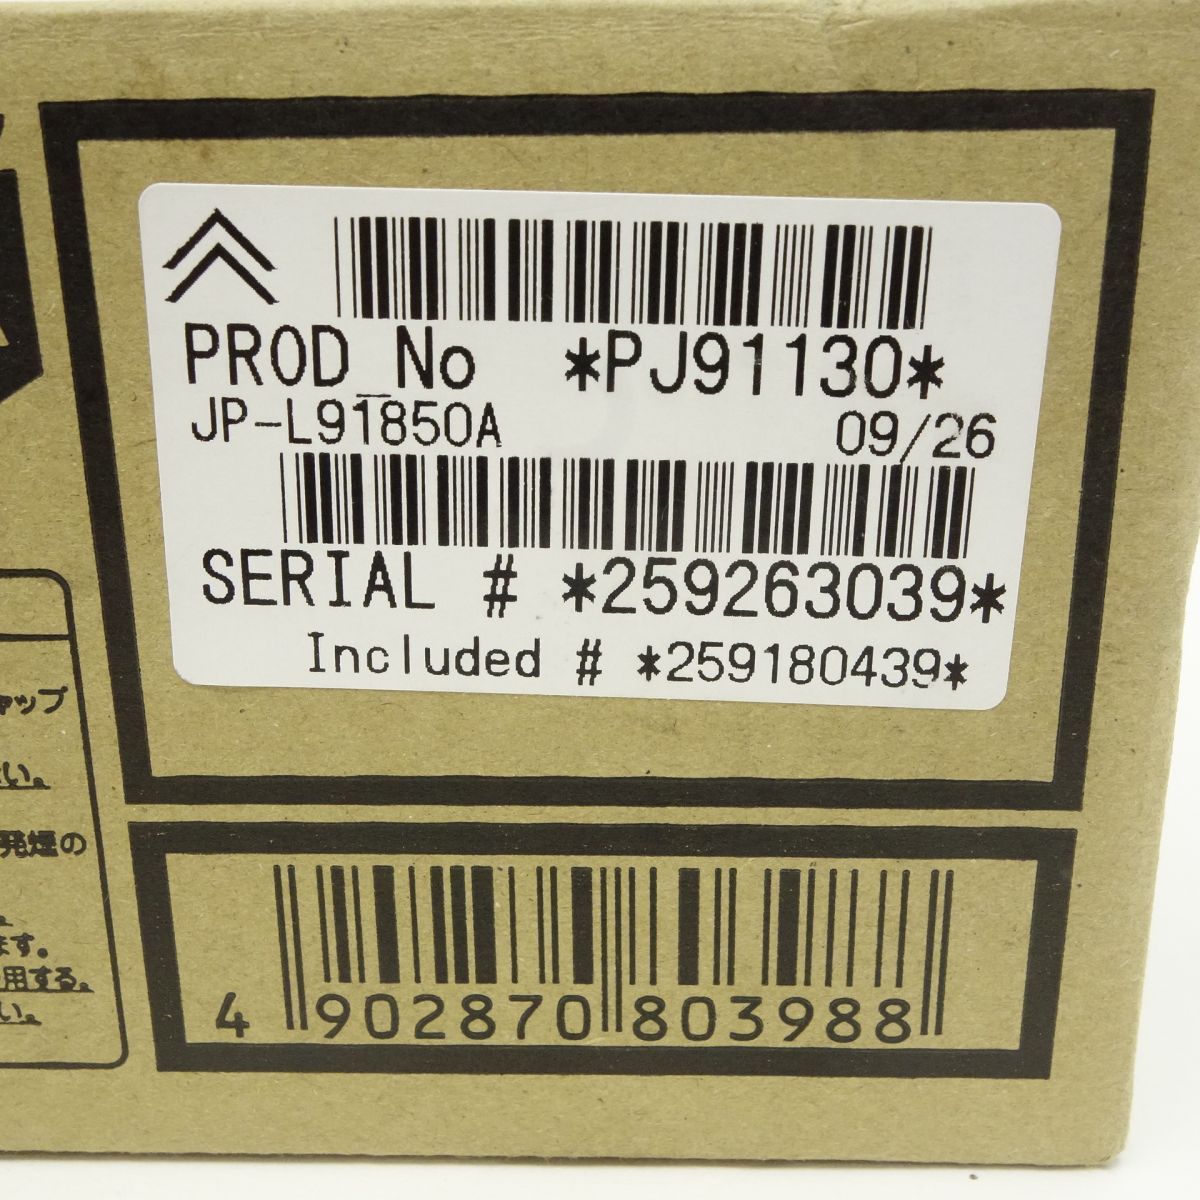 PROD_No *PJ91130*
JP-L91850A 09/26
SERIAL # *259263039*
Included # *259180439*
ャップ
い。
発煙の
ます。
用する。
い。
4 902870 803988